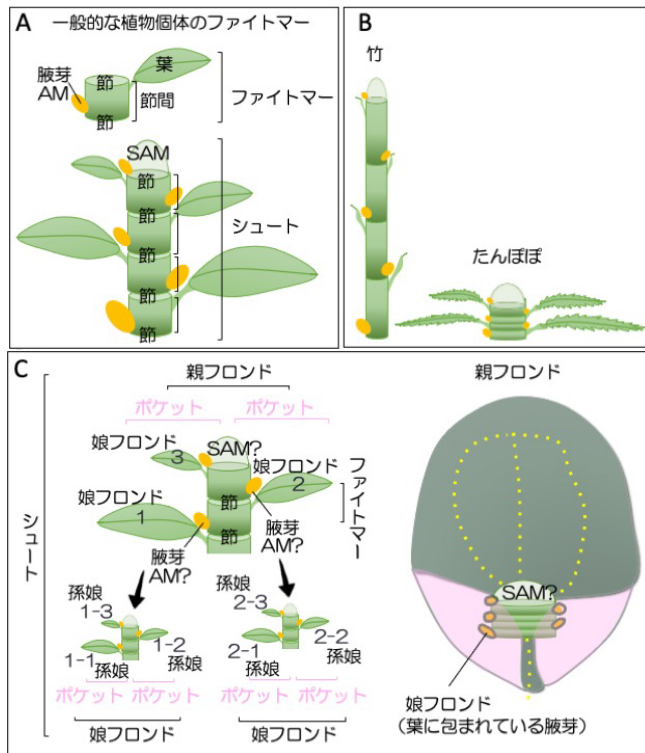 A
一般的な植物個体のファイトマー
腋芽
AM
節
葉
節間
節
ファイトマー
SAM
節
節
節
節
節
シュート
B
竹
たんぽぽ
C
親フロンド
ポケット
ポケット
娘フロンド
3
SAM?
娘フロンド
2
娘フロンド
1
節
節
ファイトマー
腋芽
AM?
腋芽
AM?
シュート
孫娘
1-3
1-2
孫娘
1-1
孫娘
ポケット
ポケット
娘フロンド
孫娘
2-3
2-2
孫娘
2-1
孫娘
ポケット
ポケット
娘フロンド
親フロンド
SAM?
娘フロンド
（葉に包まれている腋芽）